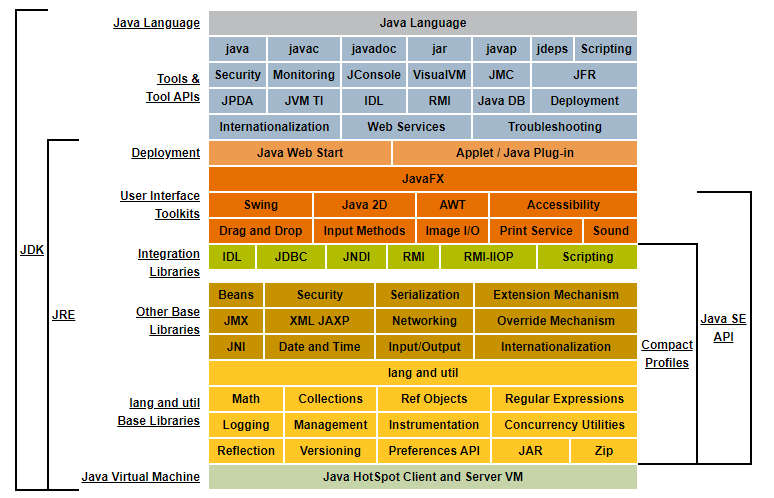 Java Language Java Language
java javac javadoc jar javap jdeps Scripting
Tools &
Tool APIs
Security Monitoring JConsole VisualVM JMC JFR
JPDA JVM TI IDL RMI Java DB Deployment
Internationalization Web Services Troubleshooting
Deployment Java Web Start Applet / Java Plug-in
JavaFX
User Interface
Toolkits
Swing Java 2D AWT Accessibility
Drag and Drop Input Methods Image I/O Print Service Sound
Integration
Libraries
IDL JDBC JNDI RMI RMI-IIOP Scripting
JDK
JRE
Other Base
Libraries
Beans Security Serialization Extension Mechanism
JMX XML JAXP Networking Override Mechanism
JNI Date and Time Input/Output Internationalization
Java SE
API
Compact
Profiles
lang and util
lang and util
Base Libraries
Math Collections Ref Objects Regular Expressions
Logging Management Instrumentation Concurrency Utilities
Reflection Versioning Preferences API JAR Zip
Java Virtual Machine Java HotSpot Client and Server VM